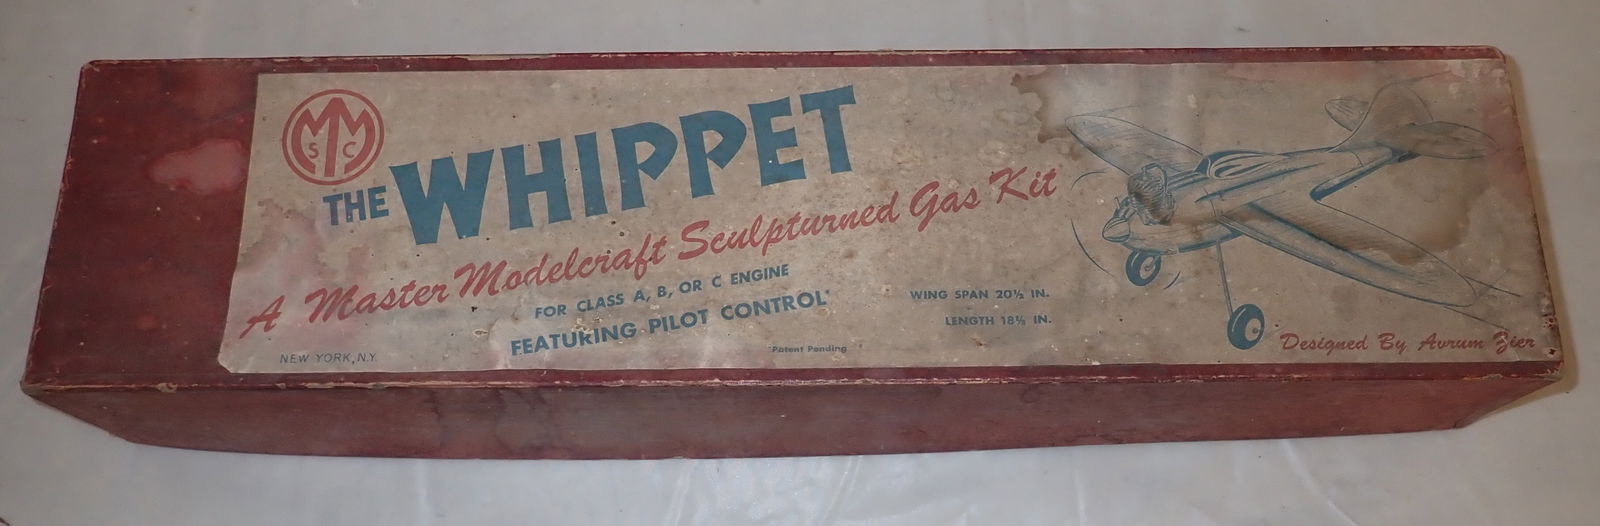 MMSC
THE WHIPPET
A Master Modelcraft Sculpturned Gas Kit
FOR CLASS A, B, OR C ENGINE
FEATURING PILOT CONTROL*
*Patent Pending
WING SPAN 20½ IN.
LENGTH 18½ IN.
NEW YORK, N.Y.
Designed By Avrum Zier